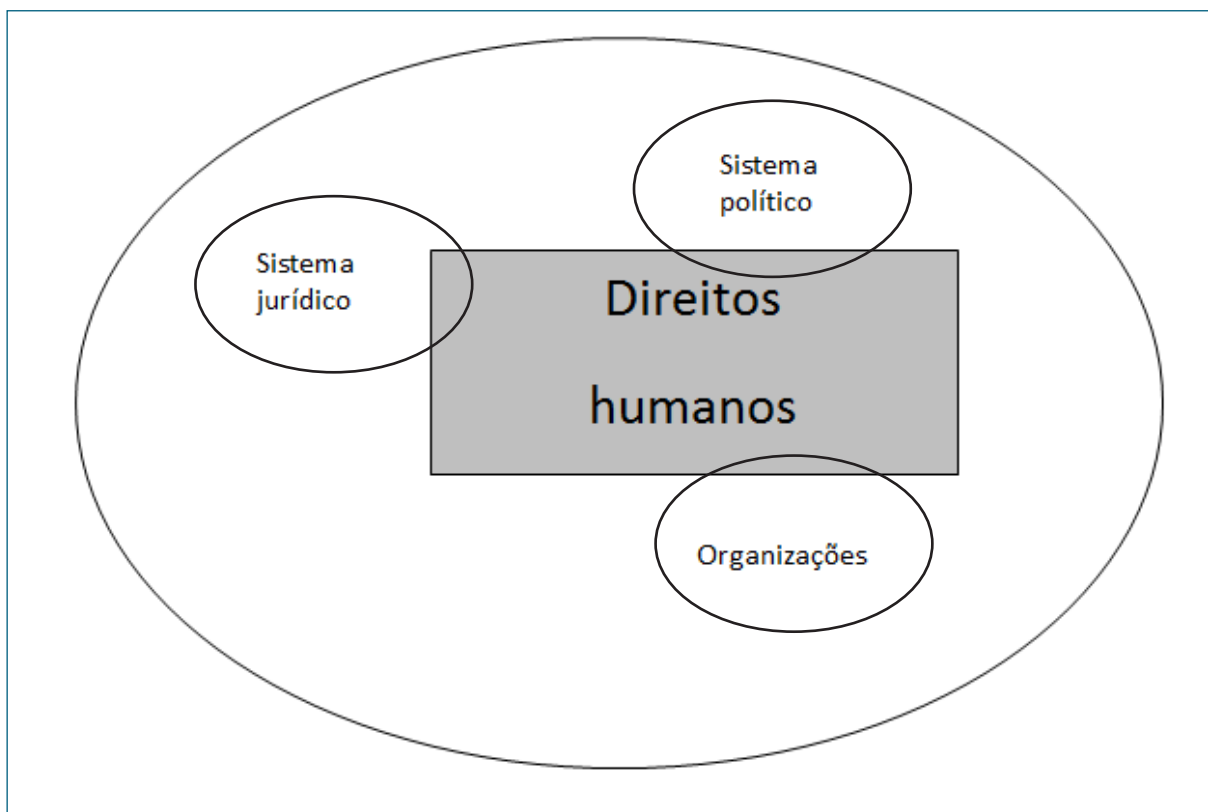 Sistema
político
Sistema
jurídico
Direitos
humanos
Organizações